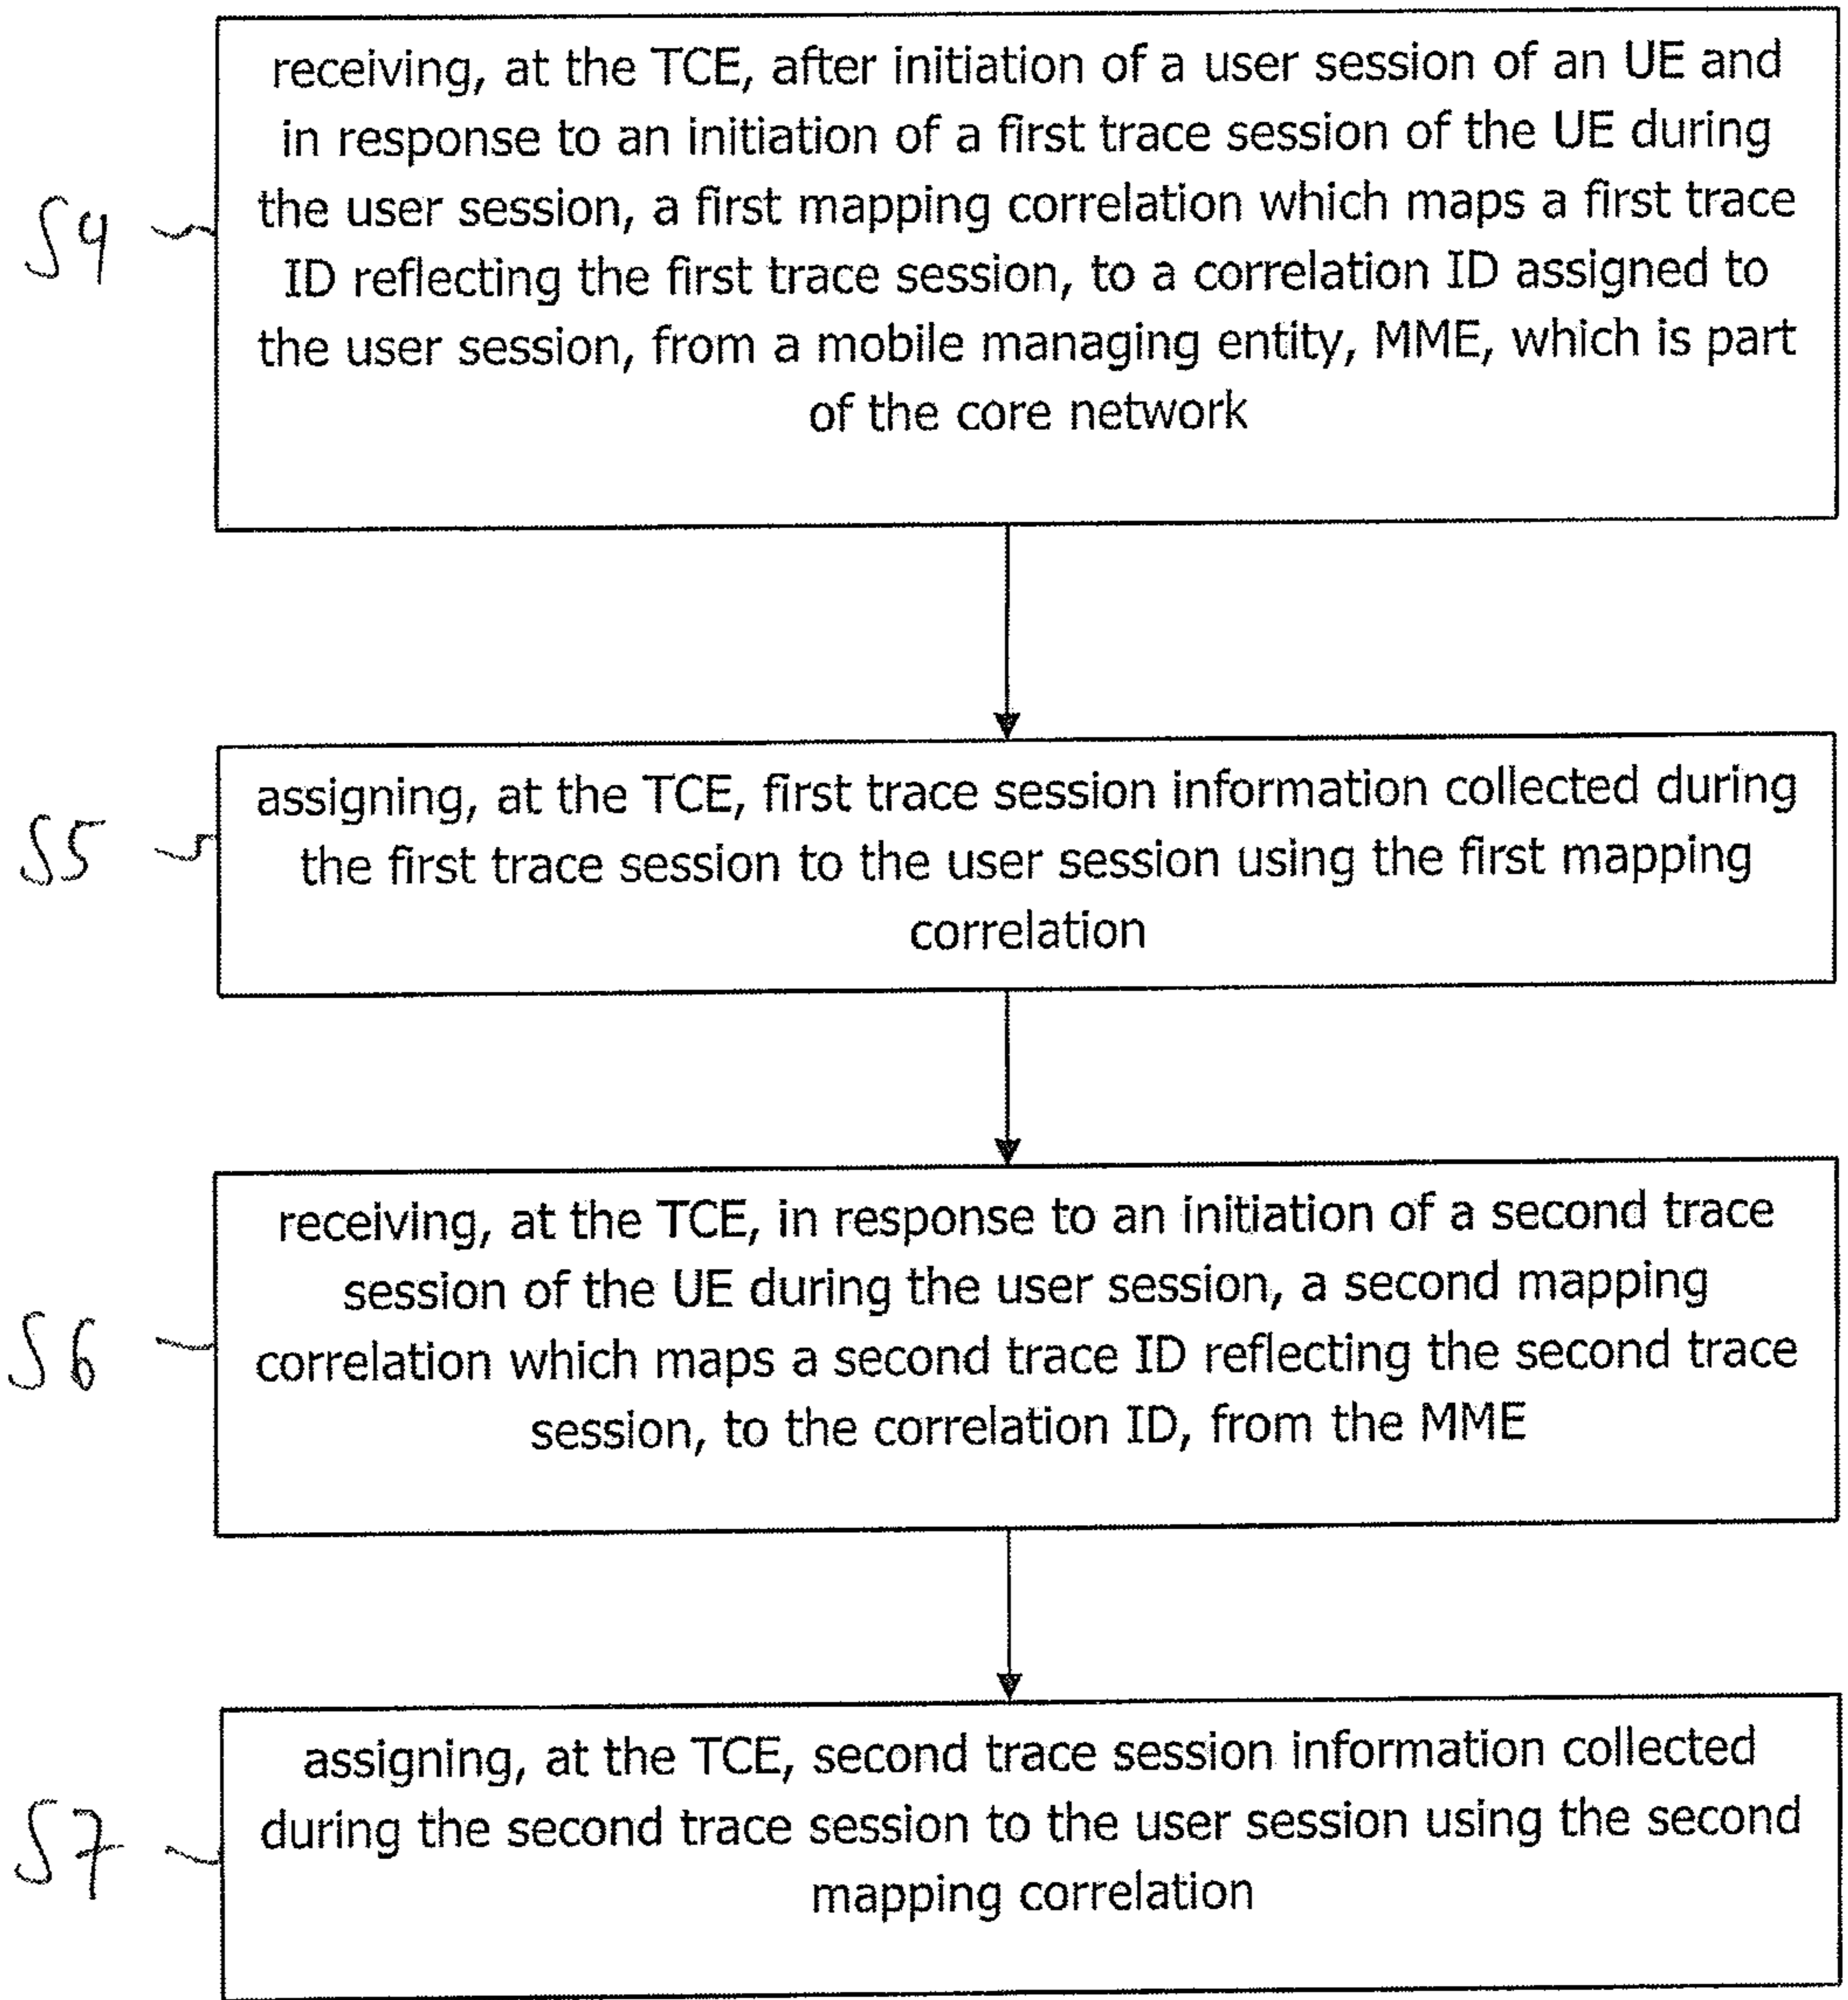 receiving, at the TCE, after initiation of a user session of an UE and
in response to an initiation of a first trace session of the UE during
the user session, a first mapping correlation which maps a first trace
S4
ID reflecting the first trace session, to a correlation ID assigned to
the user session, from a mobile managing entity, MME, which is part
of the core network
assigning, at the TCE, first trace session information collected during
S5
the first trace session to the user session using the first mapping
correlation
receiving, at the TCE, in response to an initiation of a second trace
session of the UE during the user session, a second mapping
S6
correlation which maps a second trace ID reflecting the second trace
session, to the correlation ID, from the MME
assigning, at the TCE, second trace session information collected
S7
during the second trace session to the user session using the second
mapping correlation